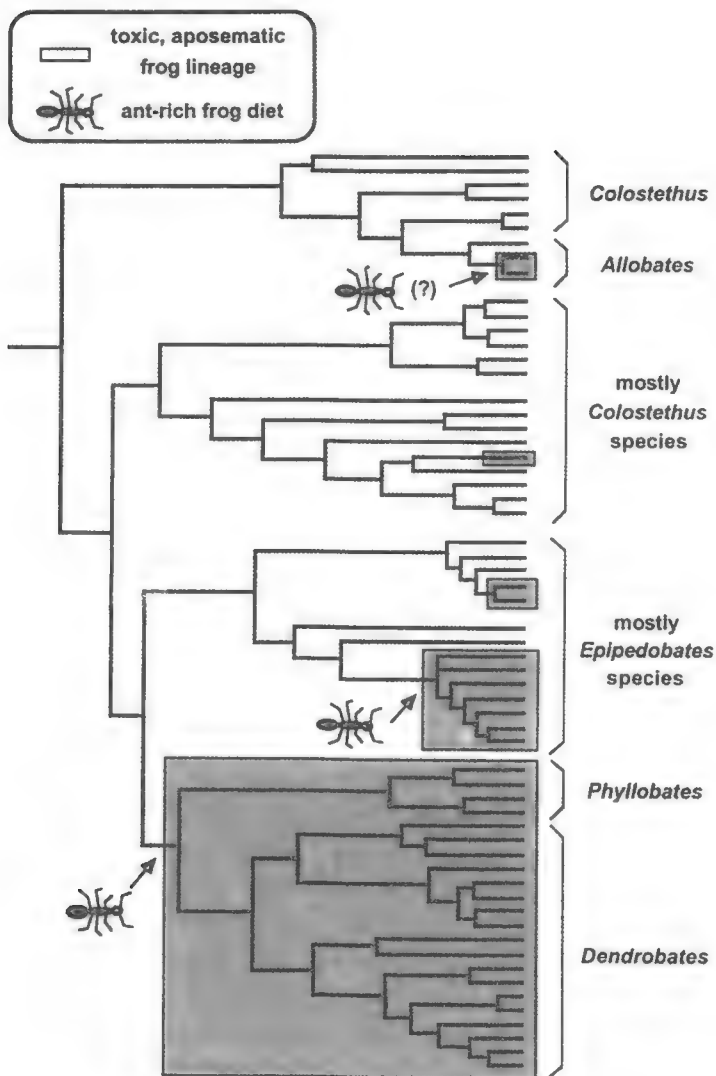 toxic, aposematic
frog lineage
ant-rich frog diet
Colostethus
Allobates
(?)
mostly
Colostethus
species
mostly
Epipedobates
species
Phyllobates
Dendrobates